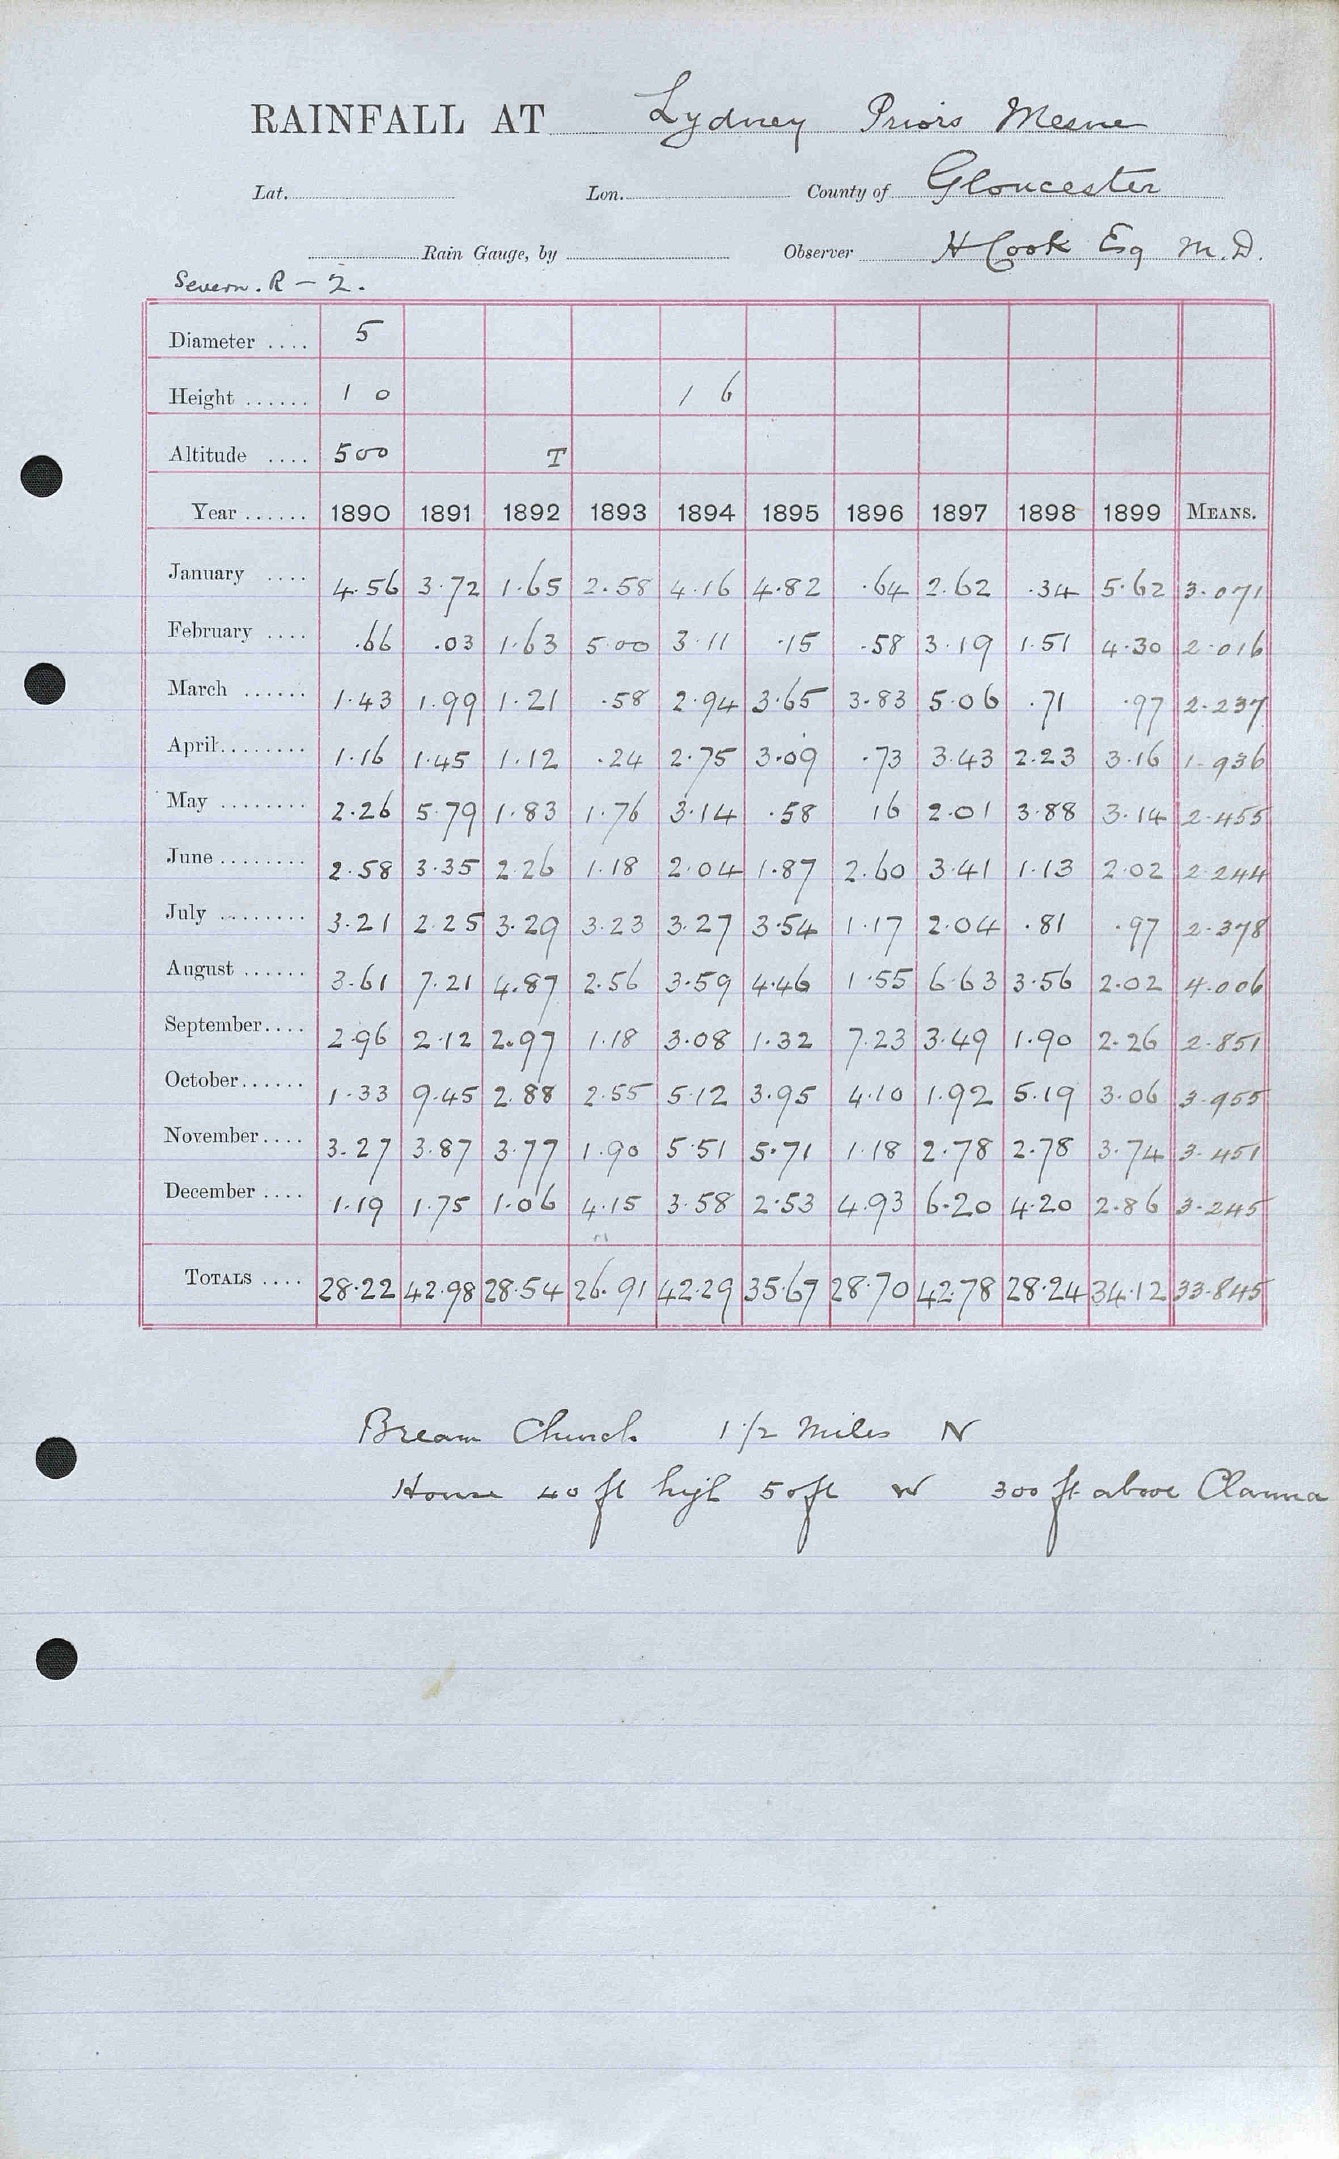 RAINFALL AT Lydney Priors Mesne
Lat. Lon. County of Gloucester
Rain Gauge, by Observer H Cook Esq M.D.
Severn. R - 2.
Diameter .... 5
Height ...... 1 0 1 6
Altitude .... 500 T
Year ...... 1890 1891 1892 1893 1894 1895 1896 1897 1898 1899 MEANS.
January .... 4.56 3.72 1.65 2.58 4.16 4.82 .64 2.62 .34 5.62 3.071
February .... .66 .03 1.63 5.00 3.11 .15 .58 3.19 1.51 4.30 2.016
March ...... 1.43 1.99 1.21 .58 2.94 3.65 3.83 5.06 .71 .97 2.237
April........ 1.16 1.45 1.12 .24 2.75 3.09 .73 3.43 2.23 3.16 1.936
May ........ 2.26 5.79 1.83 1.76 3.14 .58 16 2.01 3.88 3.14 2.455
June ........ 2.58 3.35 2.26 1.18 2.04 1.87 2.60 3.41 1.13 2.02 2.244
July ........ 3.21 2.25 3.29 3.23 3.27 3.54 1.17 2.04 .81 .97 2.378
August ...... 3.61 7.21 4.87 2.56 3.59 4.46 1.55 6.63 3.56 2.02 4.006
September.... 2.96 2.12 2.97 1.18 3.08 1.32 7.23 3.49 1.90 2.26 2.851
October...... 1.33 9.45 2.88 2.55 5.12 3.95 4.10 1.92 5.19 3.06 3.955
November.... 3.27 3.87 3.77 1.90 5.51 5.71 1.18 2.78 2.78 3.74 3.451
December .... 1.19 1.75 1.06 4.15 3.58 2.53 4.93 6.20 4.20 2.86 3.245
TOTALS .... 28.22 42.98 28.54 26.91 42.29 35.67 28.70 42.78 28.24 34.12 33.845
Bream Church 1 1/2 miles N
House 40 ft high 50 ft W 300 ft above Clanna